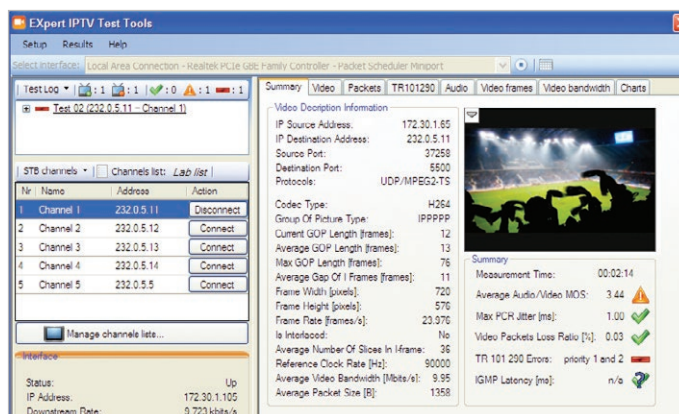 EXpert IPTV Test Tools
Setup Results Help
Select Interface: Local Area Connection - Realtek PCIe GBE Family Controller - Packet Scheduler Miniport
Test Log :1 :1 :0 :1 :1
Test 02 (232.0.5.11 - Channel 1)
STB channels Channels list: Lab list
Nr Name Address Action
1 Channel 1 232.0.5.11 Disconnect
2 Channel 2 232.0.5.12 Connect
3 Channel 3 232.0.5.13 Connect
4 Channel 4 232.0.5.14 Connect
5 Channel 5 232.0.5.5 Connect
Manage channels lists...
Interface
Status: Up
IP Address: 172.30.1.105
Downstream Rate: 9.723 kbits/s
Summary Video Packets TR101290 Audio Video frames Video bandwidth Charts
Video Docription Information
IP Source Address: 172.30.1.65
IP Destination Address: 232.0.5.11
Source Port: 37258
Destination Port: 5500
Protocols: UDP/MPEG2-TS
Codec Type: H264
Group Of Picture Type: IPPPPP
Current GOP Length [frames]: 12
Average GOP Length [frames]: 13
Max GOP Length [frames]: 76
Average Gap Of I Frames [frames]: 11
Frame Width [pixels]: 720
Frame Height [pixels]: 576
Frame Rate [frames/s]: 23.976
Is Interlaced: No
Average Number Of Slices In I-frame: 36
Reference Clock Rate [Hz]: 90000
Average Video Bandwidth [Mbits/s]: 9.95
Average Packet Size [B]: 1358
Summary
Measurement Time: 00:02:14
Average Audio/Video MOS: 3.44
Max PCR Jitter [ms]: 1.00
Video Packets Loss Ratio [%]: 0.03
TR 101 290 Errors: priority 1 and 2
IGMP Latency [ms]: n/a